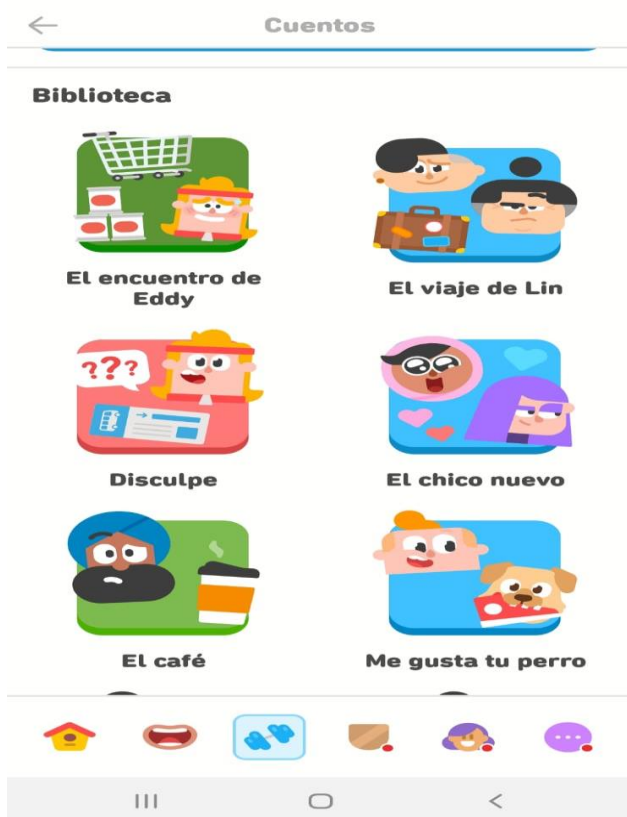 Cuentos
Biblioteca
El encuentro de
Eddy
El viaje de Lin
???
Disculpe
El chico nuevo
El café
Me gusta tu perro